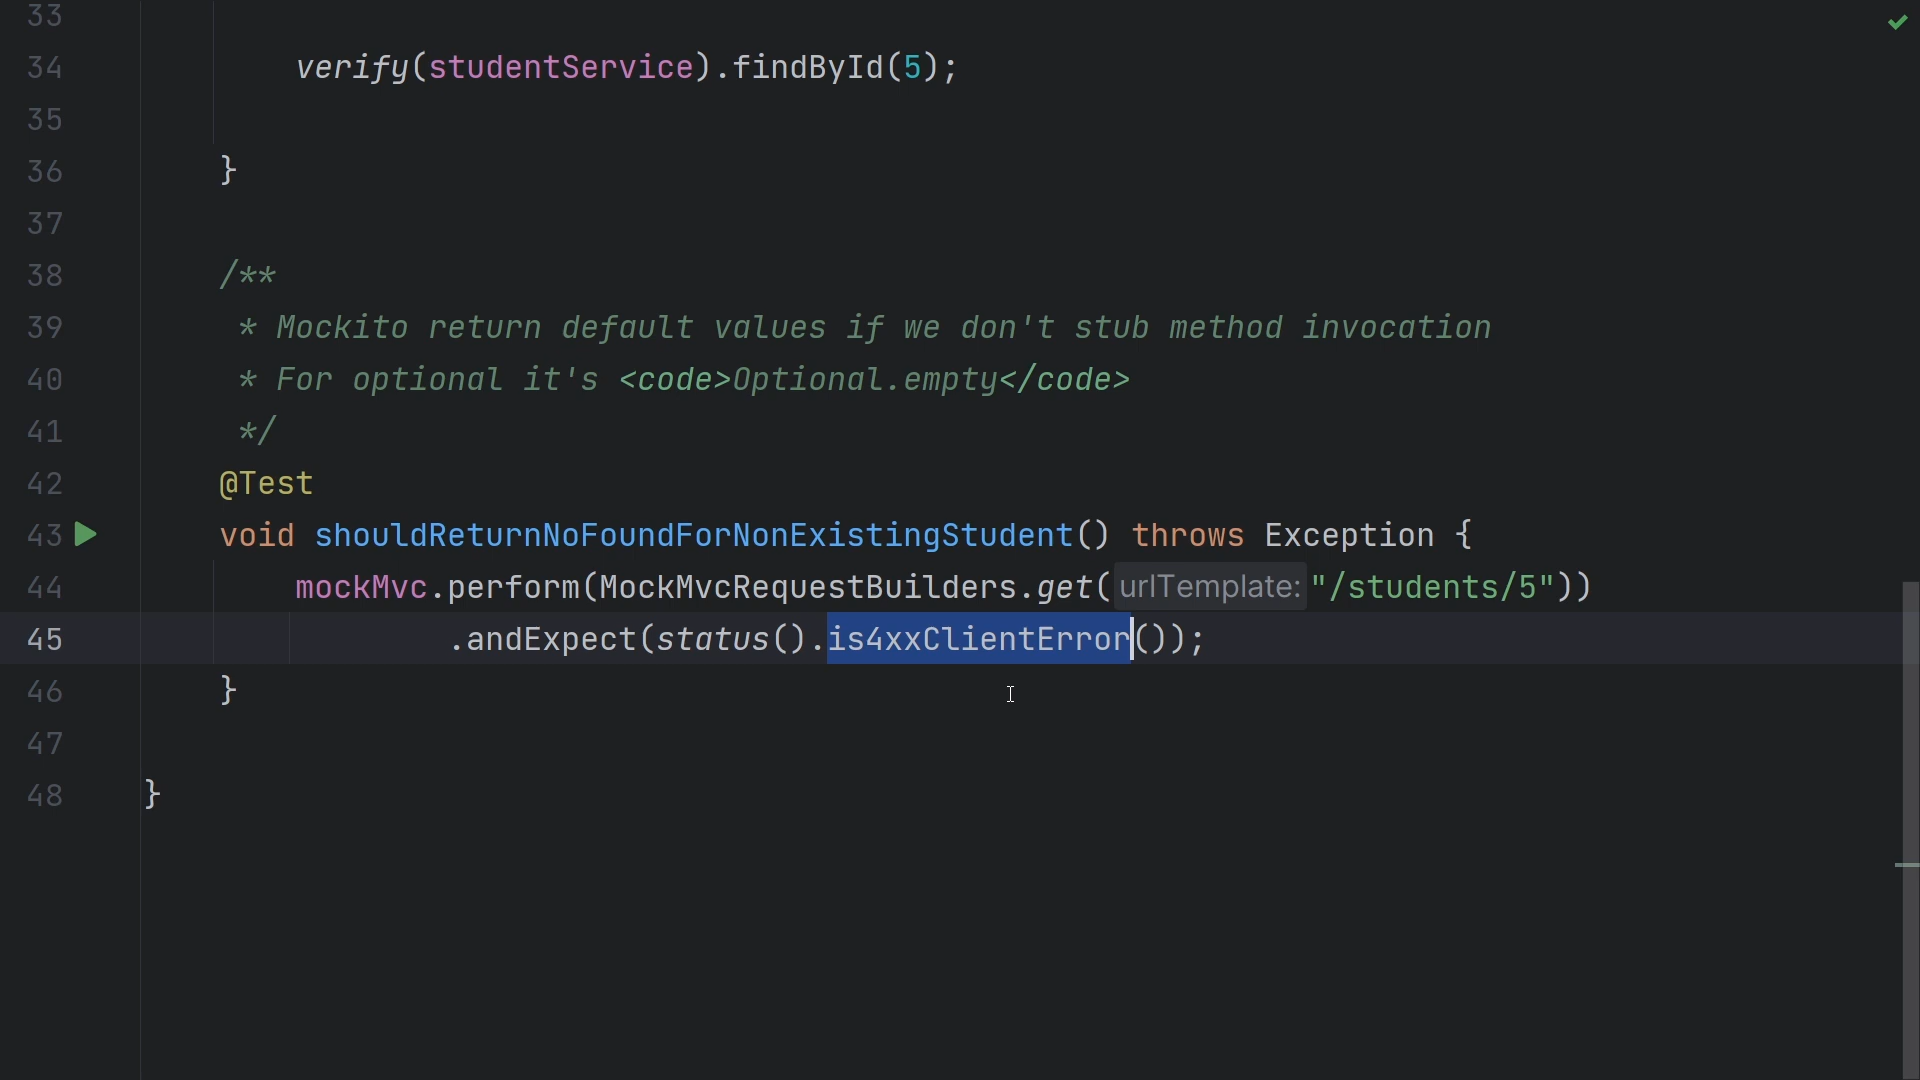 33
34 verify(studentService).findById(5);
35
36 }
37
38 /**
39 * Mockito return default values if we don't stub method invocation
40 * For optional it's <code>Optional.empty</code>
41 */
42 @Test
43 void shouldReturnNoFoundForNonExistingStudent() throws Exception {
44 mockMvc.perform(MockMvcRequestBuilders.get( urlTemplate: "/students/5"))
45 .andExpect(status().is4xxClientError());
46 }
47
48 }